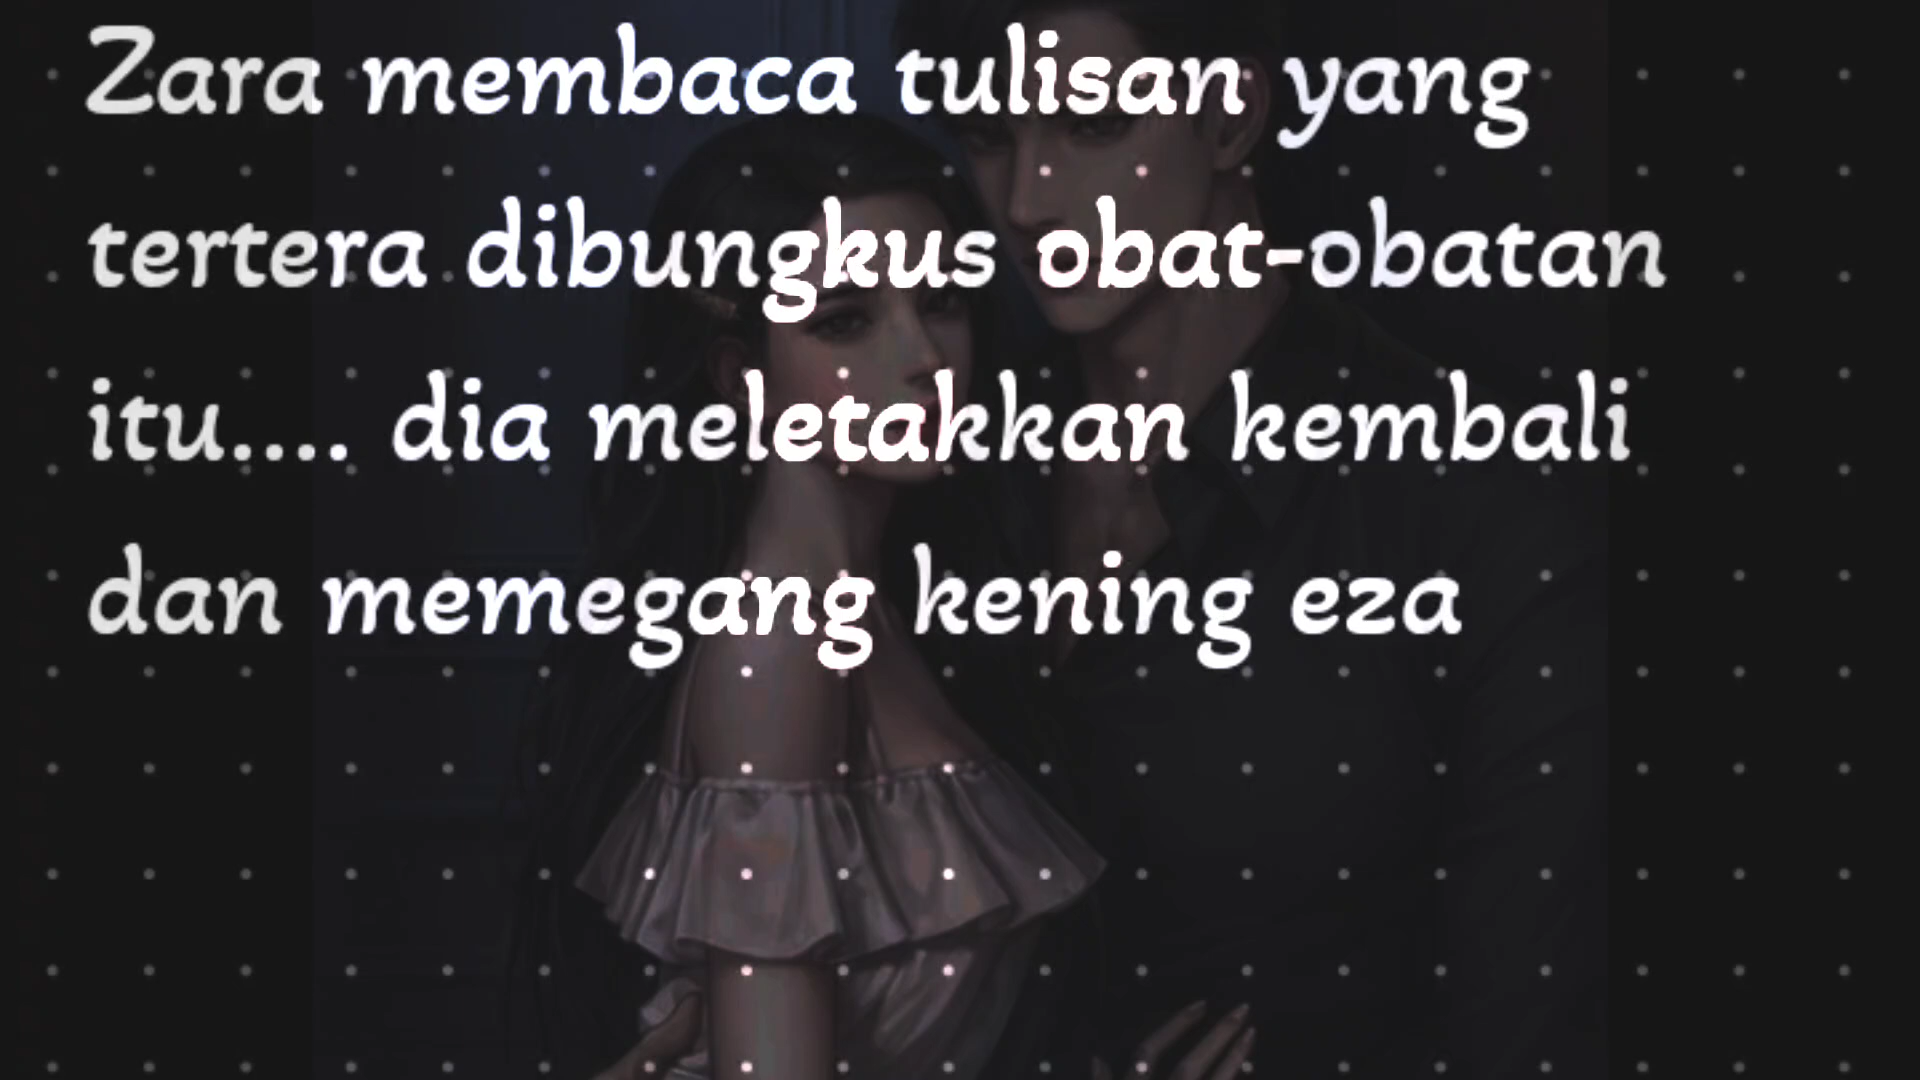 Zara membaca tulisan yang
tertera dibungkus obat-obatan
itu.... dia meletakkan kembali
dan memegang kening eza